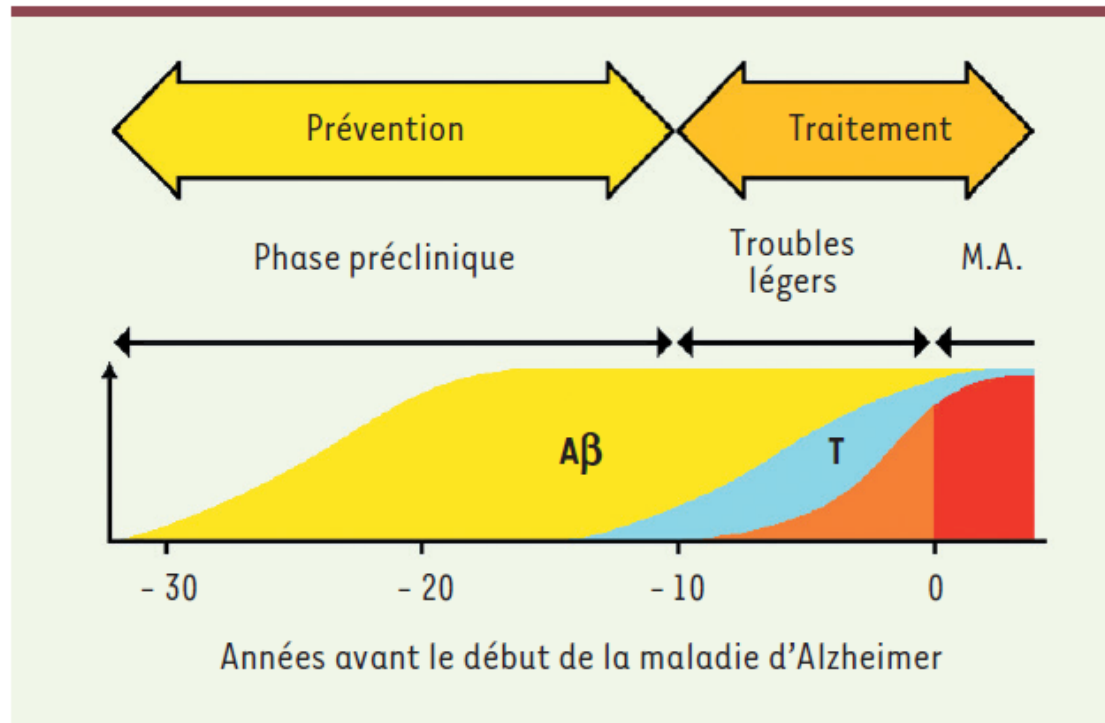 Prévention
Traitement
Phase préclinique
Troubles
légers
M.A.
Aβ
T
- 30
- 20
- 10
0
Années avant le début de la maladie d'Alzheimer